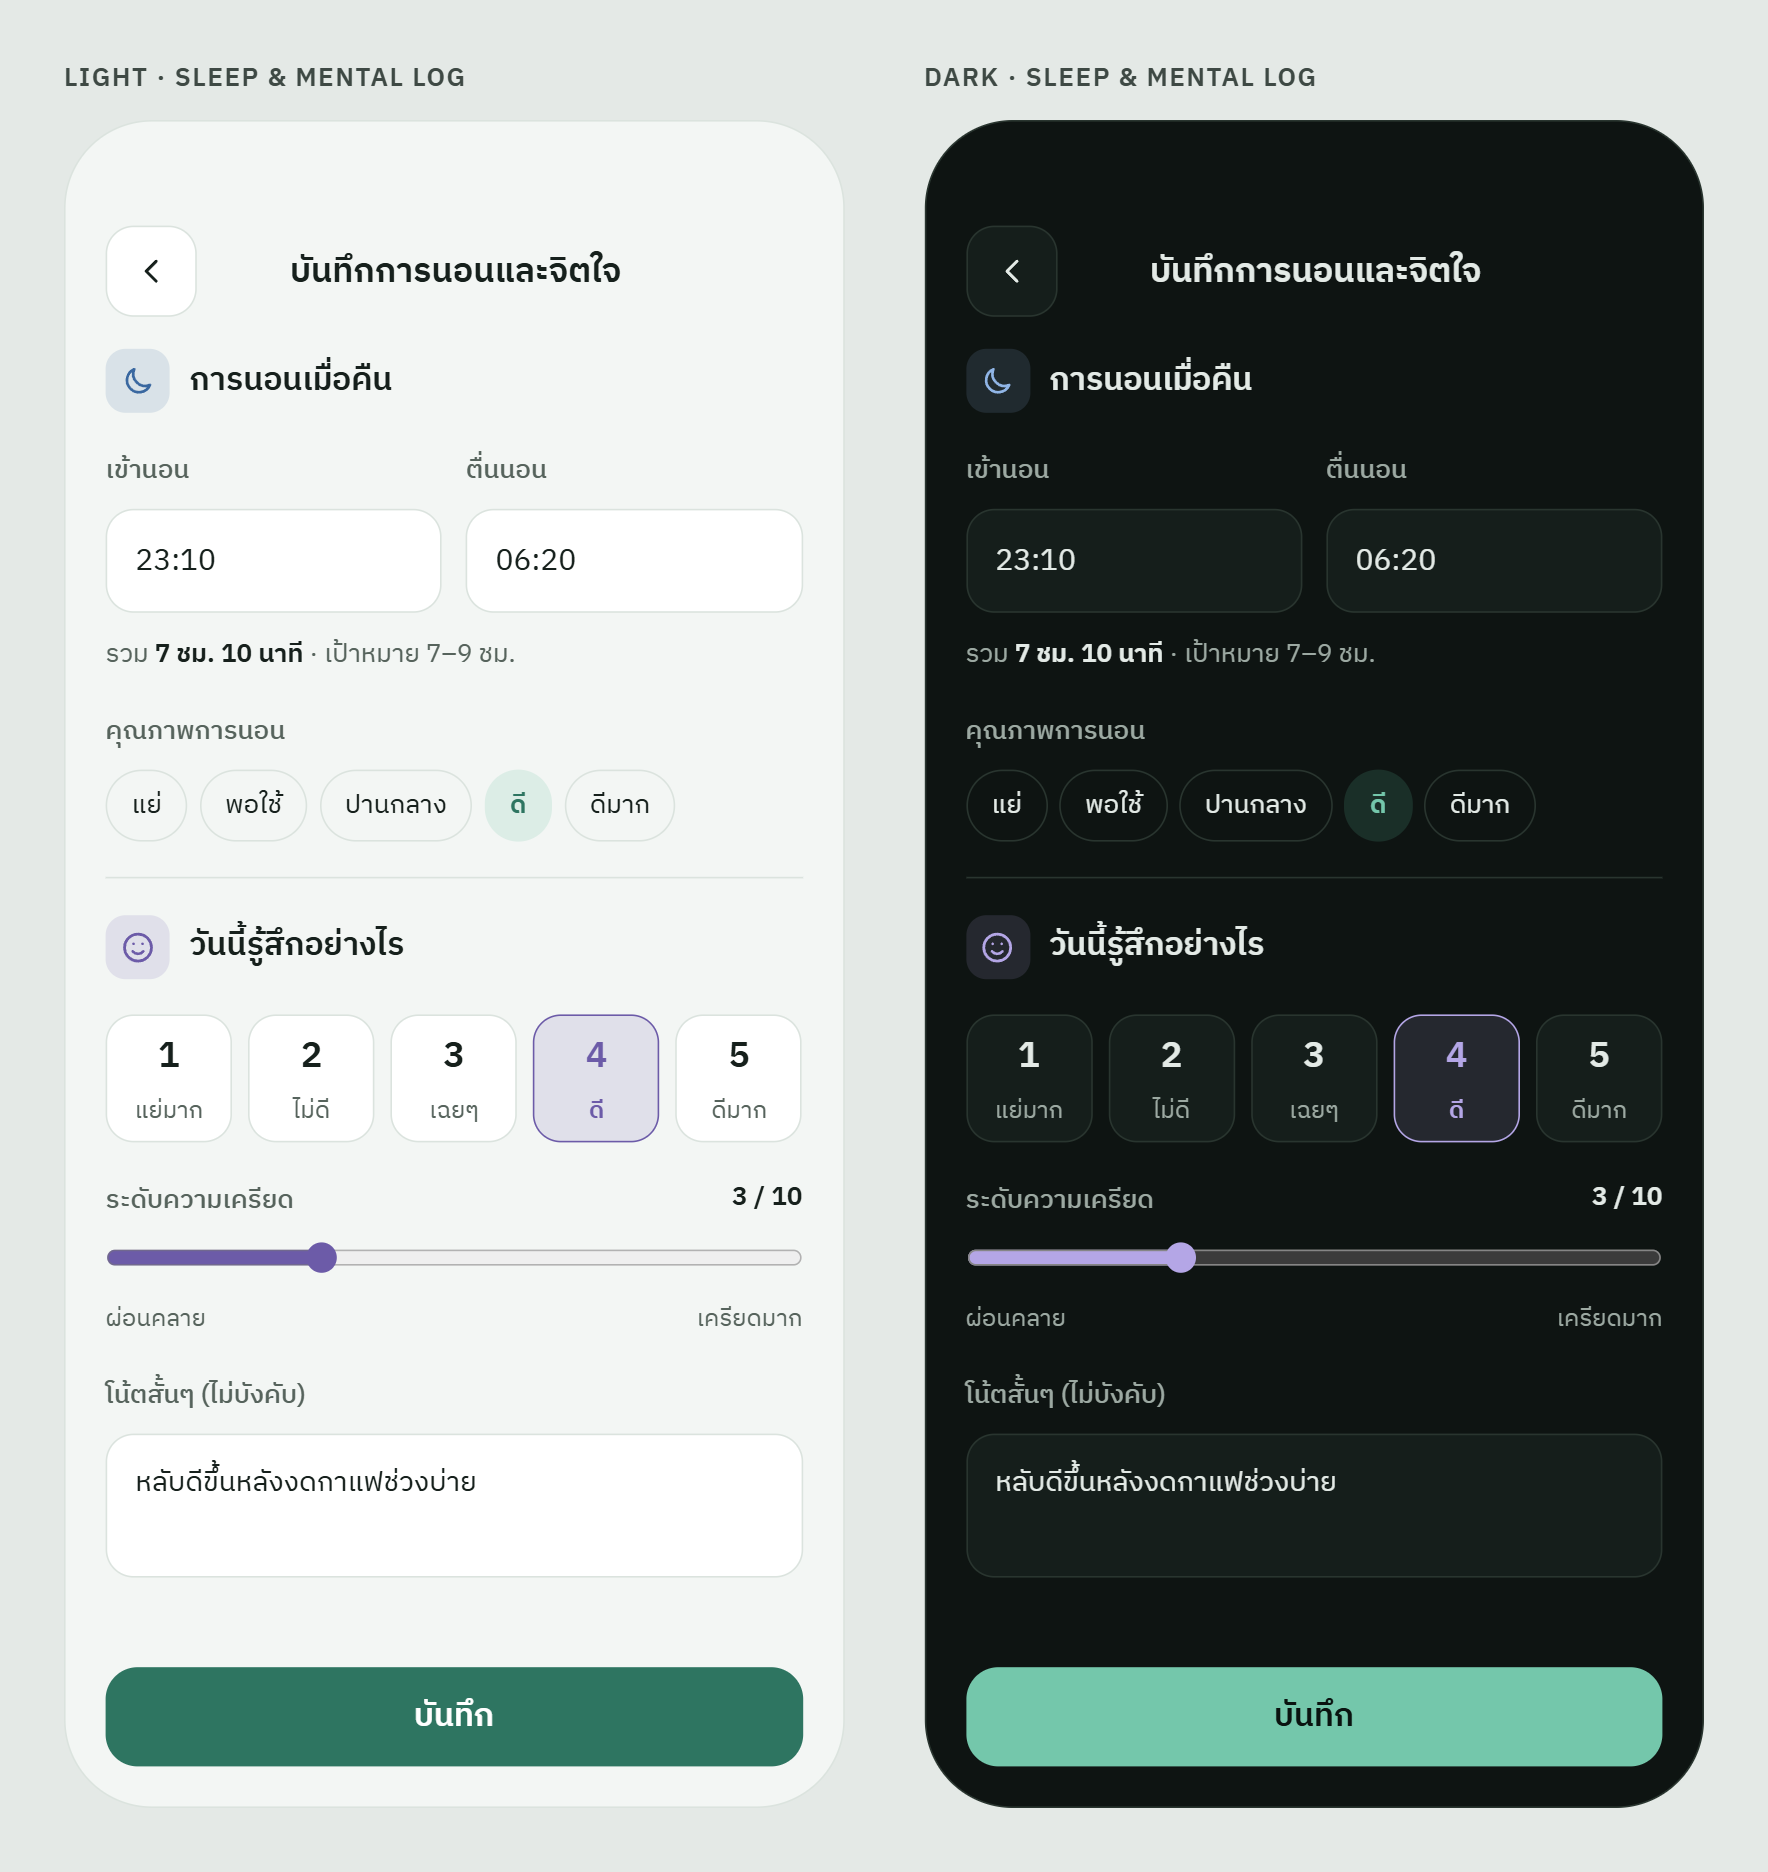 LIGHT · SLEEP & MENTAL LOG
บันทึกการนอนและจิตใจ
การนอนเมื่อคืน
เข้านอน ตื่นนอน
23:10 06:20
รวม 7 ชม. 10 นาที · เป้าหมาย 7–9 ชม.
คุณภาพการนอน
แย่ พอใช้ ปานกลาง ดี ดีมาก
วันนี้รู้สึกอย่างไร
1 2 3 4 5
แย่มาก ไม่ดี เฉยๆ ดี ดีมาก
ระดับความเครียด 3 / 10
ผ่อนคลาย เครียดมาก
โน้ตสั้นๆ (ไม่บังคับ)
หลับดีขึ้นหลังงดกาแฟช่วงบ่าย
บันทึก
DARK · SLEEP & MENTAL LOG
บันทึกการนอนและจิตใจ
การนอนเมื่อคืน
เข้านอน ตื่นนอน
23:10 06:20
รวม 7 ชม. 10 นาที · เป้าหมาย 7–9 ชม.
คุณภาพการนอน
แย่ พอใช้ ปานกลาง ดี ดีมาก
วันนี้รู้สึกอย่างไร
1 2 3 4 5
แย่มาก ไม่ดี เฉยๆ ดี ดีมาก
ระดับความเครียด 3 / 10
ผ่อนคลาย เครียดมาก
โน้ตสั้นๆ (ไม่บังคับ)
หลับดีขึ้นหลังงดกาแฟช่วงบ่าย
บันทึก